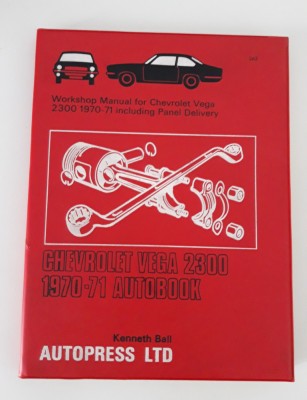 Workshop Manual for Chevrolet Vega
2300 1970-71 including Panel Delivery
CHEVROLET VEGA 2300
1970-71 AUTOBOOK
Kenneth Ball
AUTOPRESS LTD